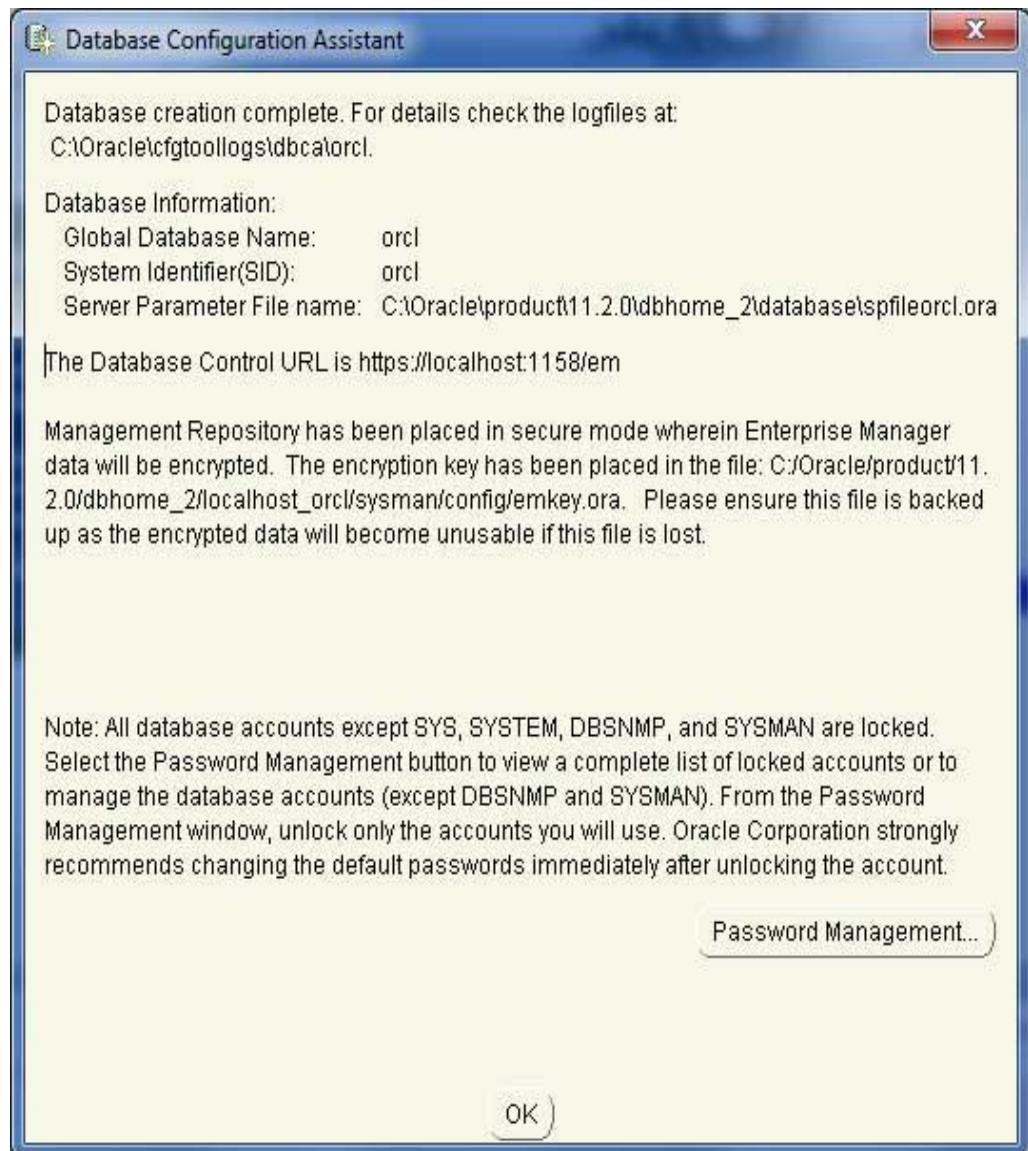 Database Configuration Assistant
Database creation complete. For details check the logfiles at:
C:\Oracle\cfgtoollogs\dbca\orcl.
Database Information:
Global Database Name: orcl
System Identifier(SID): orcl
Server Parameter File name: C:\Oracle\product\11.2.0\dbhome_2\database\spfileorcl.ora
The Database Control URL is https://localhost:1158/em
Management Repository has been placed in secure mode wherein Enterprise Manager
data will be encrypted. The encryption key has been placed in the file: C:/Oracle/product/11.
2.0/dbhome_2/localhost_orcl/sysman/config/emkey.ora. Please ensure this file is backed
up as the encrypted data will become unusable if this file is lost.
Note: All database accounts except SYS, SYSTEM, DBSNMP, and SYSMAN are locked.
Select the Password Management button to view a complete list of locked accounts or to
manage the database accounts (except DBSNMP and SYSMAN). From the Password
Management window, unlock only the accounts you will use. Oracle Corporation strongly
recommends changing the default passwords immediately after unlocking the account.
Password Management...
OK